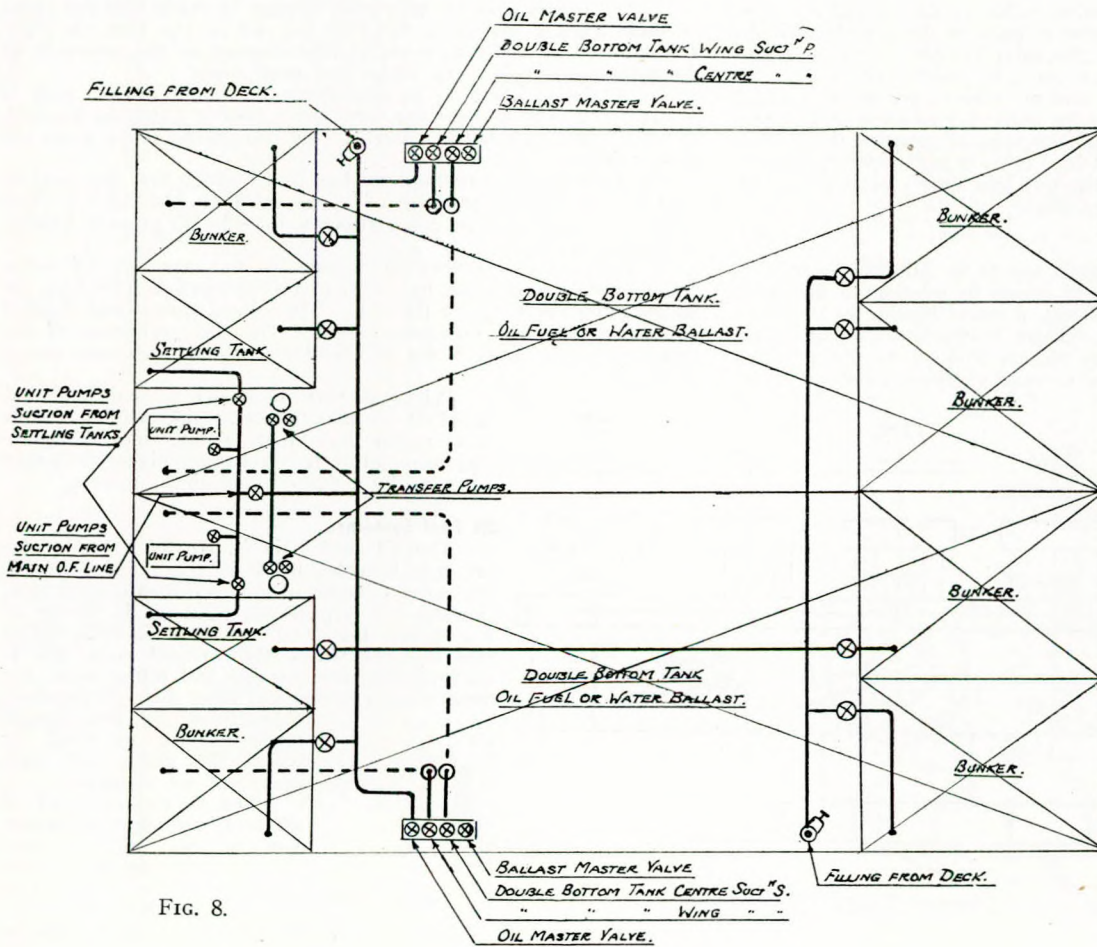 OIL MASTER VALVE
DOUBLE BOTTOM TANK WING SUCTᴺ P.
" " " CENTRE " "
BALLAST MASTER VALVE.
FILLING FROM DECK.
BUNKER.
BUNKER.
DOUBLE BOTTOM TANK.
OIL FUEL OR WATER BALLAST.
SETTLING TANK.
UNIT PUMPS
SUCTION FROM
SETTLING TANKS.
UNIT PUMP.
BUNKER.
TRANSFER PUMPS.
UNIT PUMPS
SUCTION FROM
MAIN O.F. LINE.
UNIT PUMP.
BUNKER.
SETTLING TANK.
DOUBLE BOTTOM TANK
OIL FUEL OR WATER BALLAST.
BUNKER.
BUNKER.
BALLAST MASTER VALVE
DOUBLE BOTTOM TANK CENTRE SUCTᴺ S.
" " " WING " "
OIL MASTER VALVE.
FILLING FROM DECK.
FIG. 8.